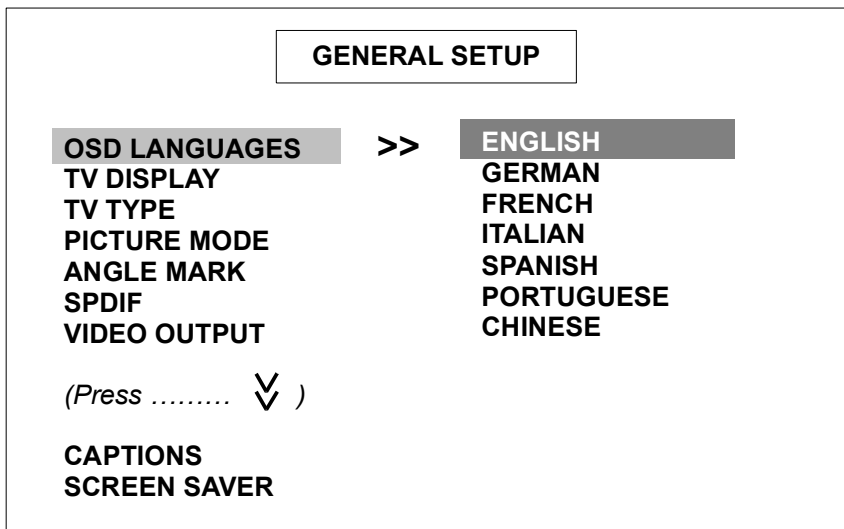 GENERAL SETUP
OSD LANGUAGES >> ENGLISH
TV DISPLAY GERMAN
TV TYPE FRENCH
PICTURE MODE ITALIAN
ANGLE MARK SPANISH
SPDIF PORTUGUESE
VIDEO OUTPUT CHINESE
(Press ......... )
CAPTIONS
SCREEN SAVER